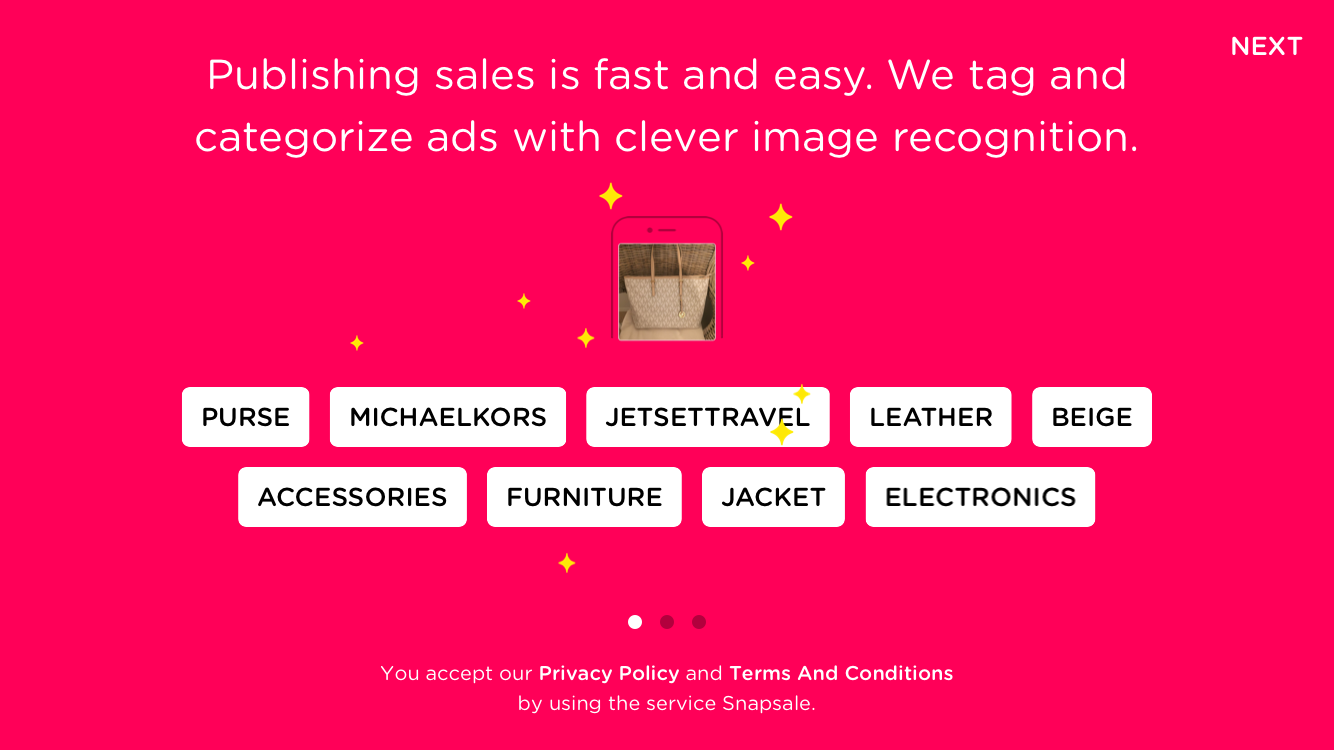 NEXT
Publishing sales is fast and easy. We tag and
categorize ads with clever image recognition.
PURSE MICHAELKORS JETSETTRAVEL LEATHER BEIGE
ACCESSORIES FURNITURE JACKET ELECTRONICS
You accept our Privacy Policy and Terms And Conditions
by using the service Snapsale.